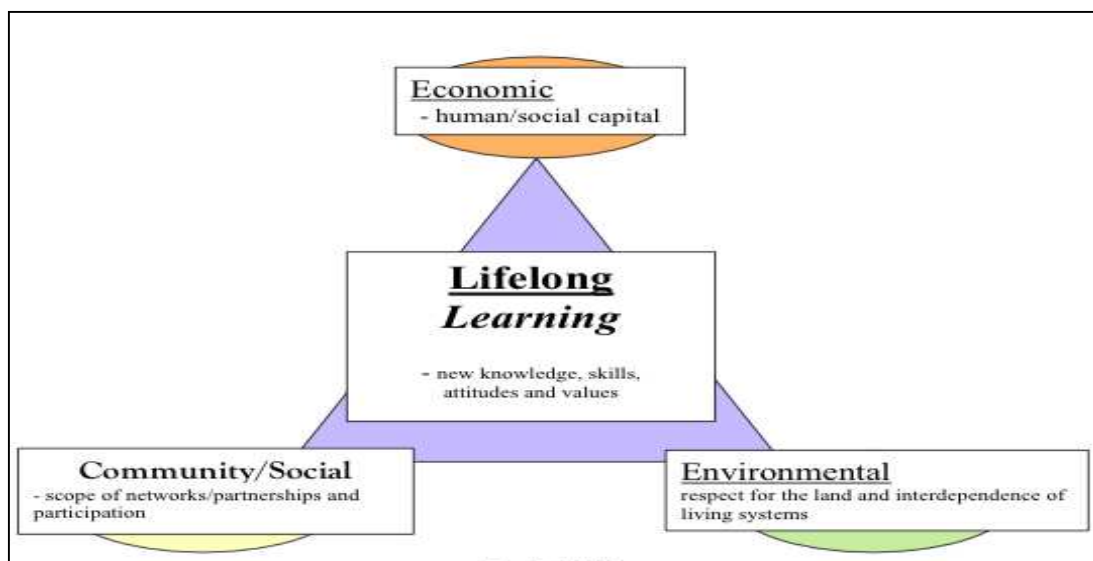 Economic
- human/social capital
Lifelong
Learning
- new knowledge, skills,
attitudes and values
Community/Social
- scope of networks/partnerships and
participation
Environmental
respect for the land and interdependence of
living systems